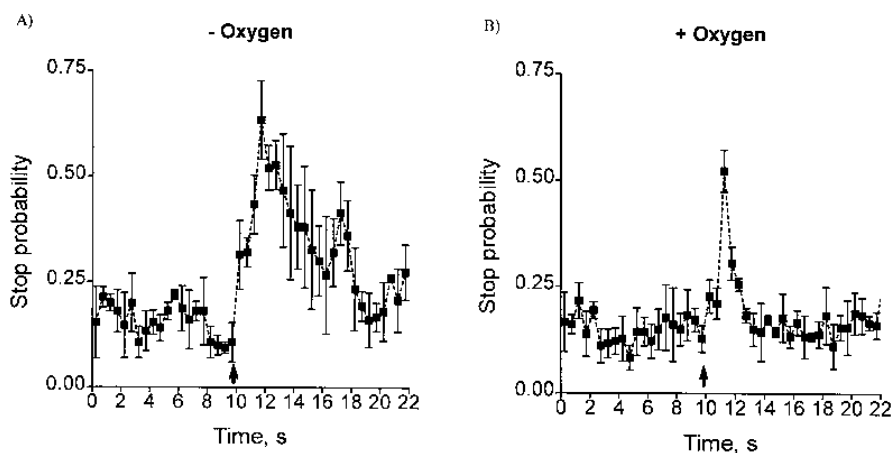 A)
- Oxygen
Stop probability
0.75
0.50
0.25
0.00
0 2 4 6 8 10 12 14 16 18 20 22
Time, s
B)
+ Oxygen
Stop probability
0.75
0.50
0.25
0.00
0 2 4 6 8 10 12 14 16 18 20 22
Time, s